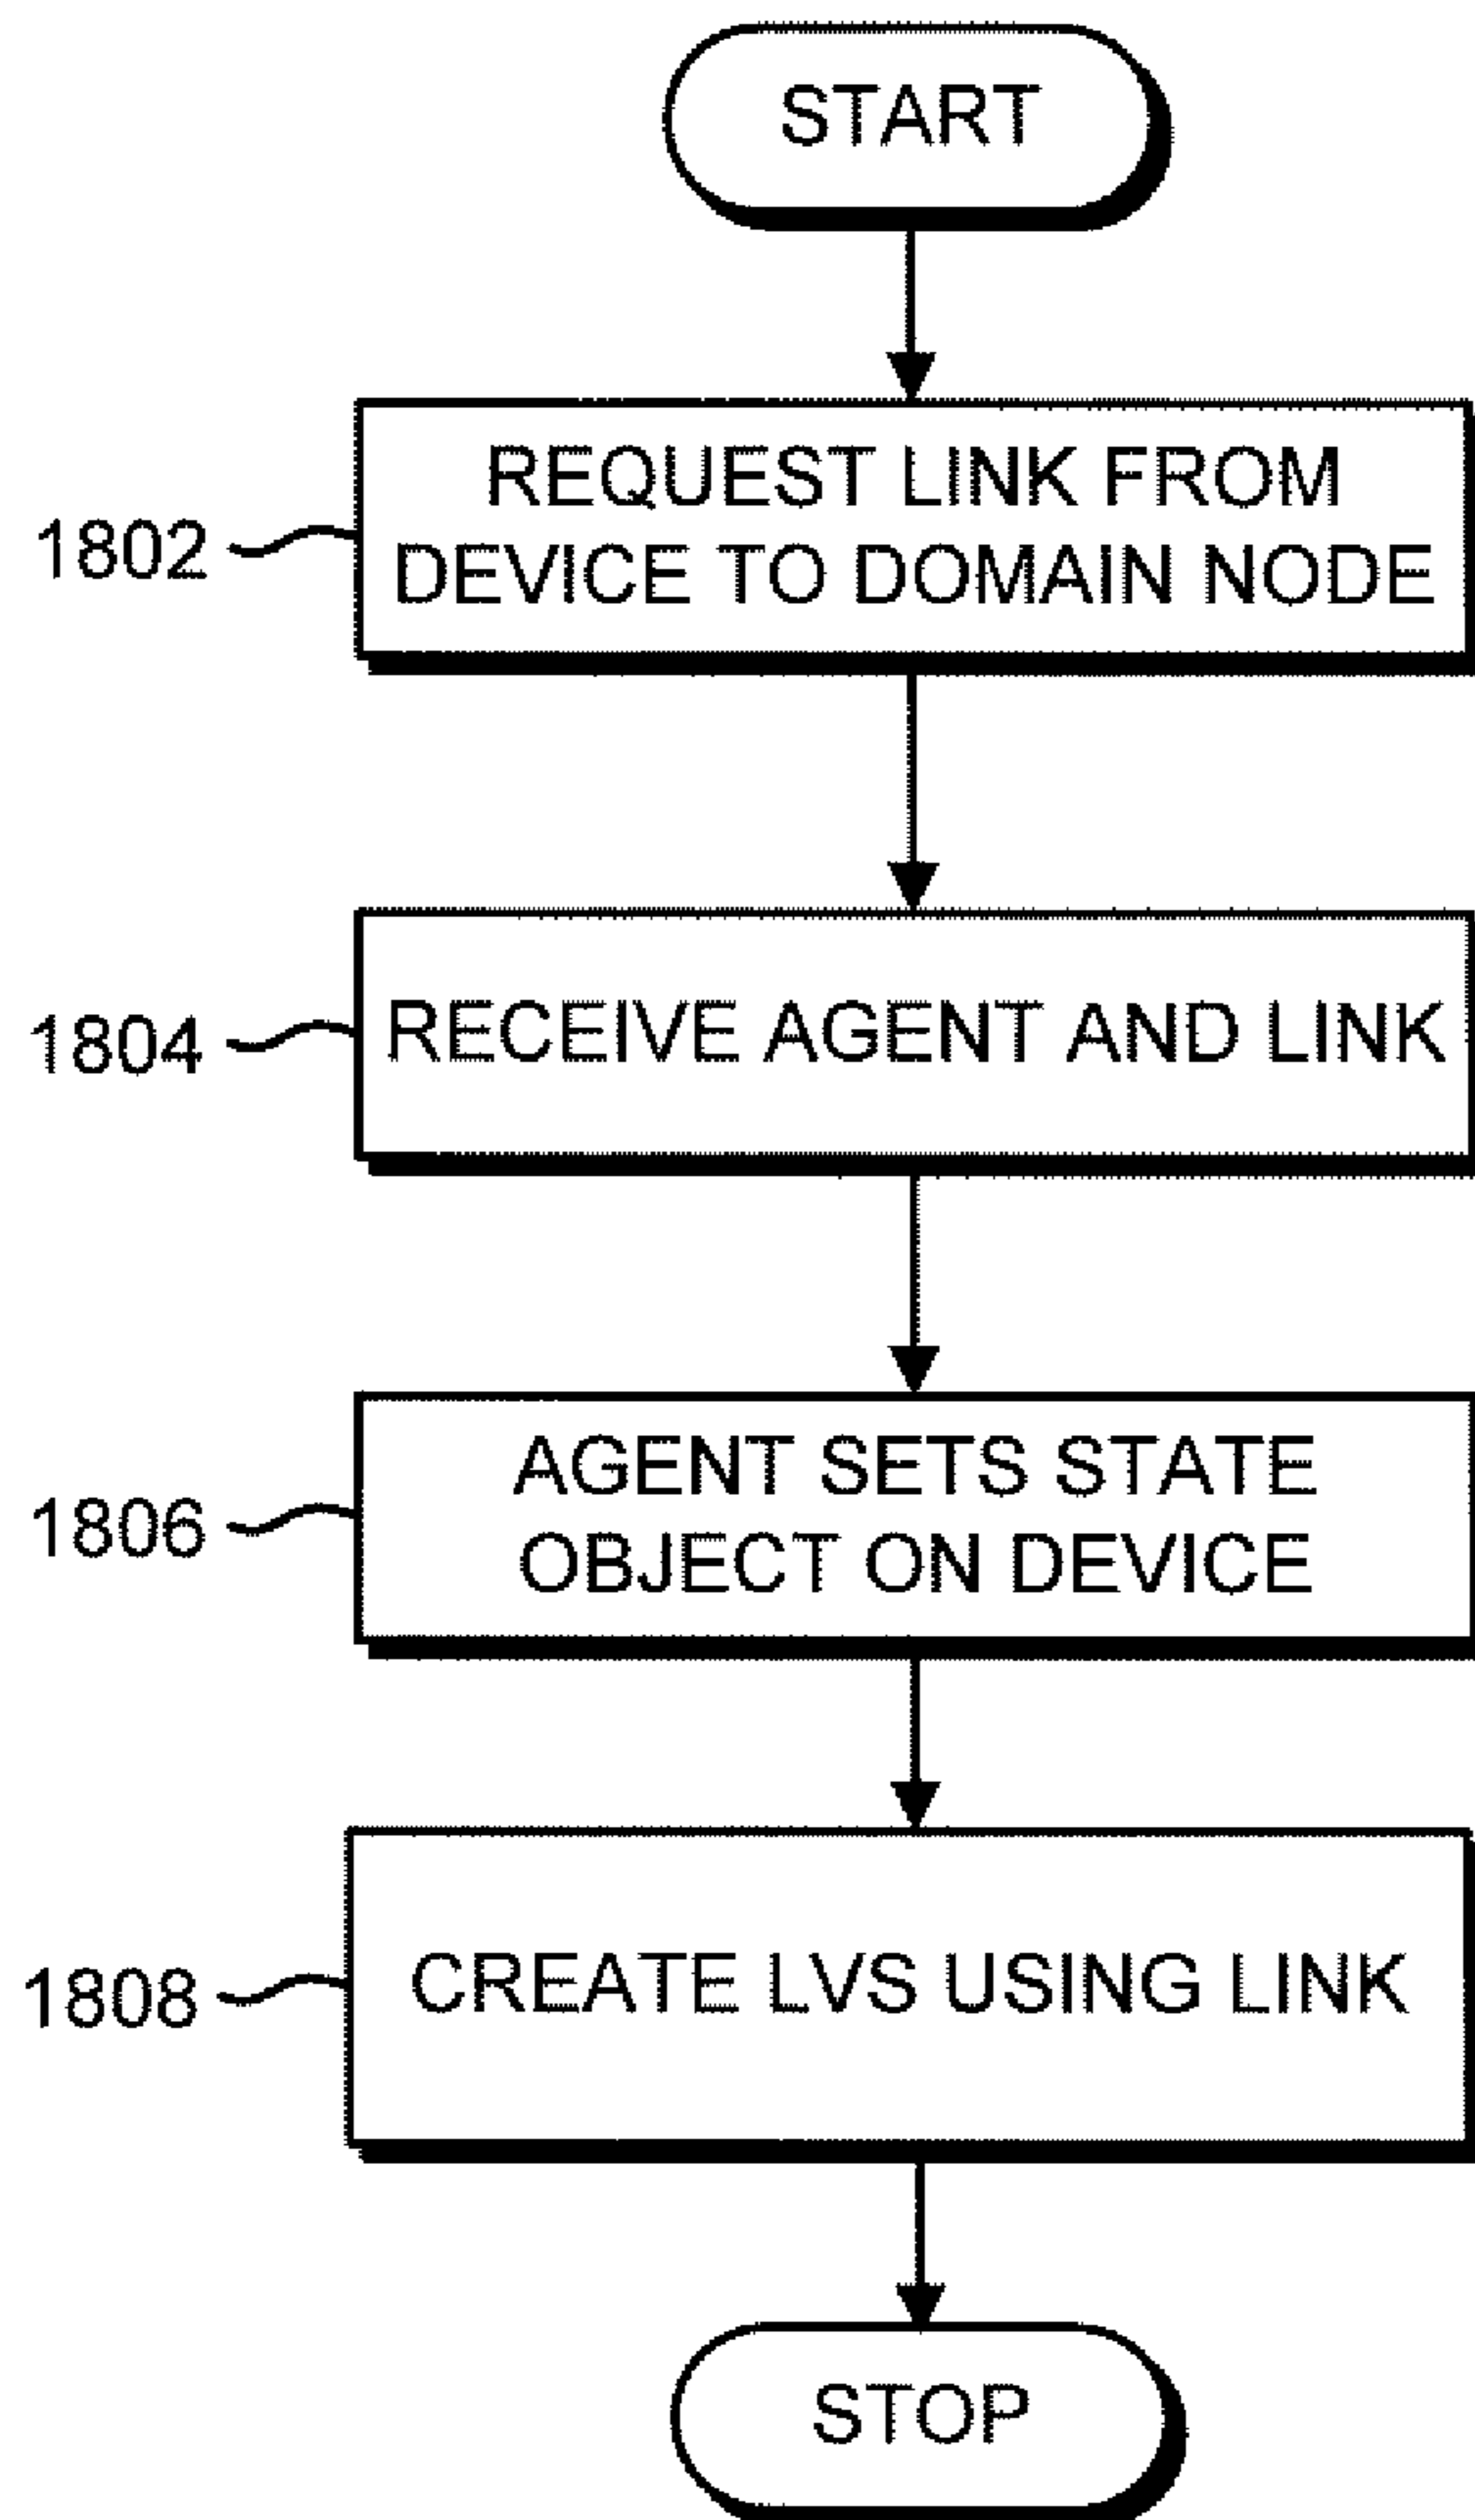 START
1802
REQUEST LINK FROM
DEVICE TO DOMAIN NODE
1804
RECEIVE AGENT AND LINK
1806
AGENT SETS STATE
OBJECT ON DEVICE
1808
CREATE LVS USING LINK
STOP